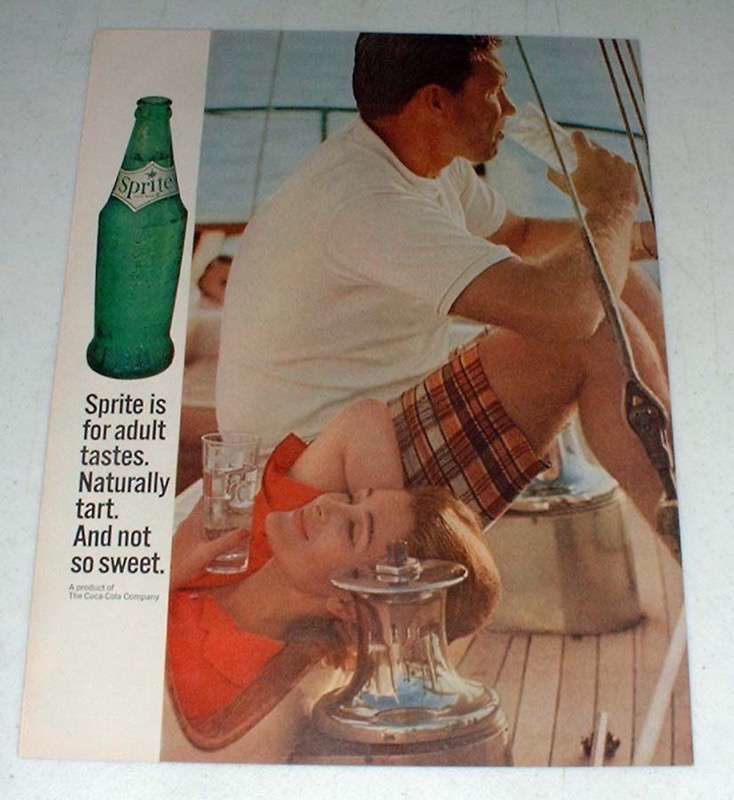 Sprite
Sprite is
for adult
tastes.
Naturally
tart.
And not
so sweet.
A product of
The Coca-Cola Company